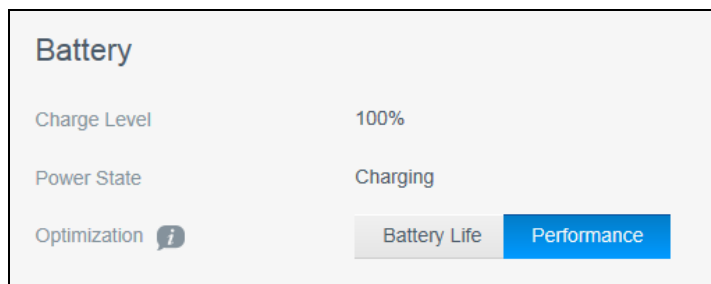 Battery
Charge Level 100%
Power State Charging
Optimization i Battery Life Performance